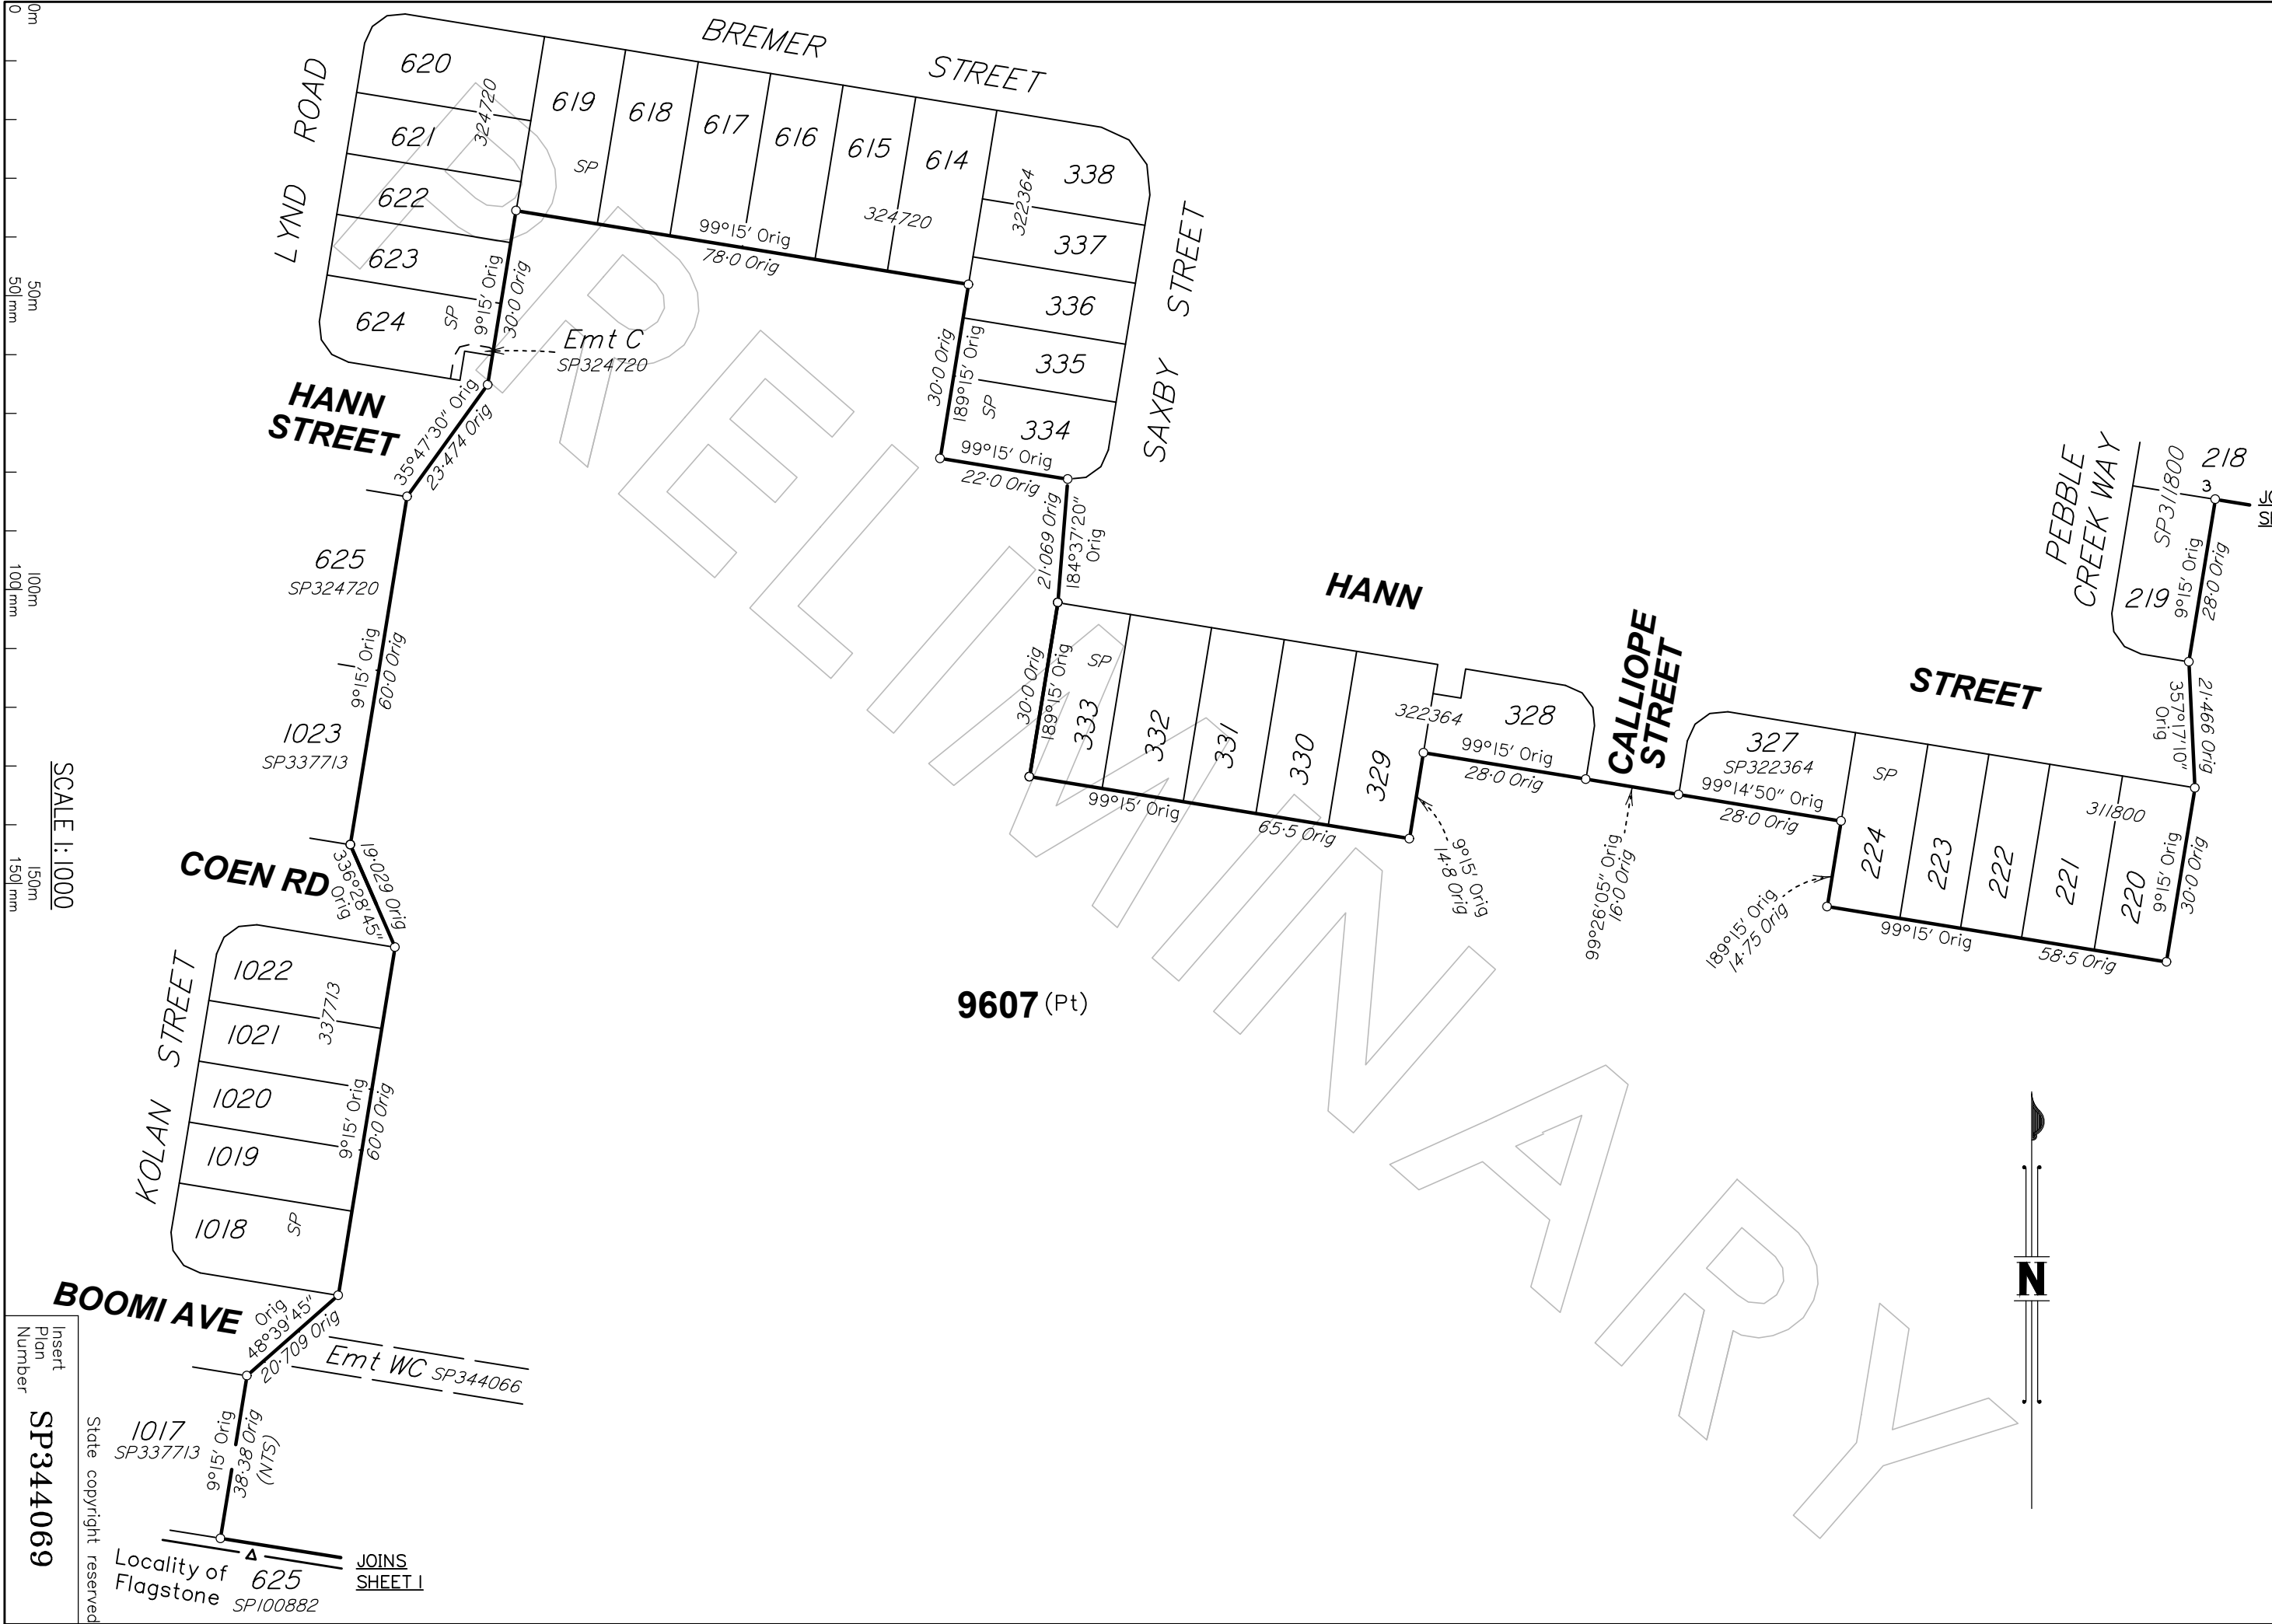 BREMER STREET
LYND ROAD
620
621
622
623
624
324720
SP
619
618
617
616
615
614
SP
324720
99°15' Orig
78·0 Orig
9°15' Orig
30·0 Orig
Emt C
SP324720
338
337
336
335
334
322364
SP
SAXBY STREET
30·0 Orig
189°15' Orig
99°15' Orig
22·0 Orig
21·069 Orig
184°37'20"
Orig
HANN
STREET
35°47'30" Orig
23·474 Orig
625
SP324720
9°15' Orig
60·0 Orig
1023
SP337713
COEN RD
19·029 Orig
336°28'45"
Orig
KOLAN STREET
1022
1021
1020
1019
1018
337713
SP
9°15' Orig
60·0 Orig
BOOMI AVE
Orig
48°39'45"
20·709 Orig
Emt WC SP344066
1017
SP337713
9°15' Orig
38·38 Orig
(NTS)
Locality of
Flagstone
625
SP100882
JOINS
SHEET 1
HANN
STREET
30·0 Orig
189°15' Orig
SP
333
332
331
330
329
322364
328
99°15' Orig
65·5 Orig
99°15' Orig
28·0 Orig
9°15' Orig
14·8 Orig
CALLIOPE
STREET
99°26'05" Orig
16·0 Orig
327
SP322364
99°14'50" Orig
28·0 Orig
189°15' Orig
14·75 Orig
SP
224
223
222
221
220
311800
99°15' Orig
58·5 Orig
9°15' Orig
30·0 Orig
21·466 Orig
357°17'10"
Orig
PEBBLE
CREEK WAY
SP311800
218
3
219
9°15' Orig
28·0 Orig
9607 (Pt)
N
PRELIMINARY
0m
0
50m
50mm
100m
100mm
150m
150mm
SCALE 1:1000
State copyright reserved
Insert
Plan
Number
SP344069